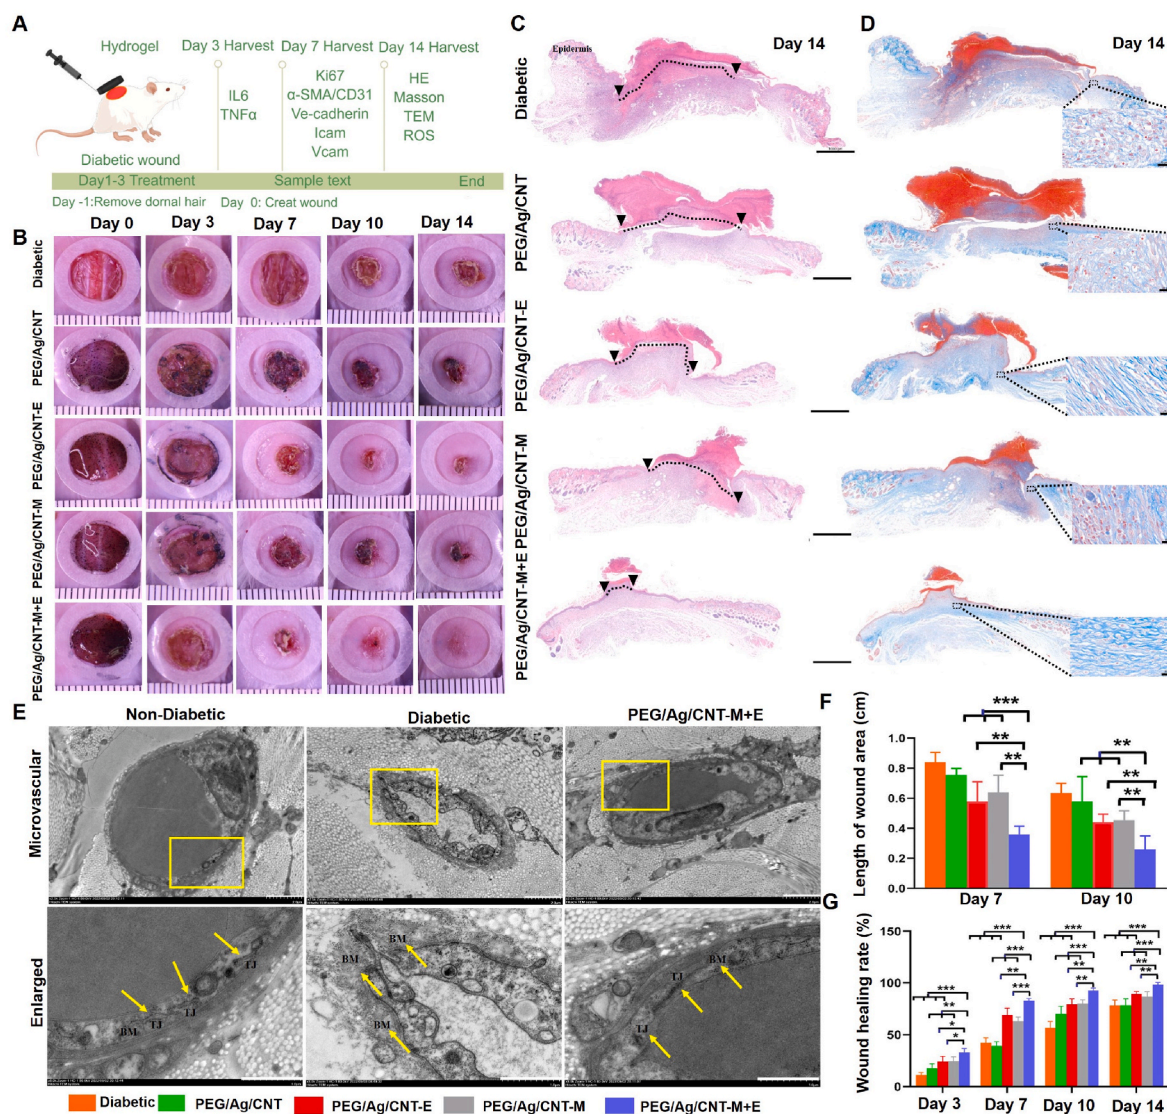 A
Hydrogel
Day 3 Harvest
Day 7 Harvest
Day 14 Harvest
IL6
TNFα
Ki67
α-SMA/CD31
Ve-cadherin
Icam
Vcam
HE
Masson
TEM
ROS
Diabetic wound
Day1-3 Treatment
Sample text
End
Day -1:Remove dornal hair
Day 0: Creat wound
B
Day 0
Day 3
Day 7
Day 10
Day 14
Diabetic
PEG/Ag/CNT
PEG/Ag/CNT-E
PEG/Ag/CNT-M
PEG/Ag/CNT-M+E
C
Day 14
Epidermis
Diabetic
PEG/Ag/CNT
PEG/Ag/CNT-E
PEG/Ag/CNT-M
PEG/Ag/CNT-M+E
D
Day 14
E
Non-Diabetic
Diabetic
PEG/Ag/CNT-M+E
Microvascular
Enlarged
BM
TJ
TJ
TJ
BM
BM
BM
BM
TJ
TJ
F
Length of wound area (cm)
1.0
0.8
0.6
0.4
0.2
0.0
***
**
**
**
**
**
Day 7
Day 10
G
Wound healing rate (%)
150
100
50
0
***
**
*
*
***
***
**
***
***
***
**
**
***
***
**
**
Day 3
Day 7
Day 10
Day 14
Diabetic
PEG/Ag/CNT
PEG/Ag/CNT-E
PEG/Ag/CNT-M
PEG/Ag/CNT-M+E